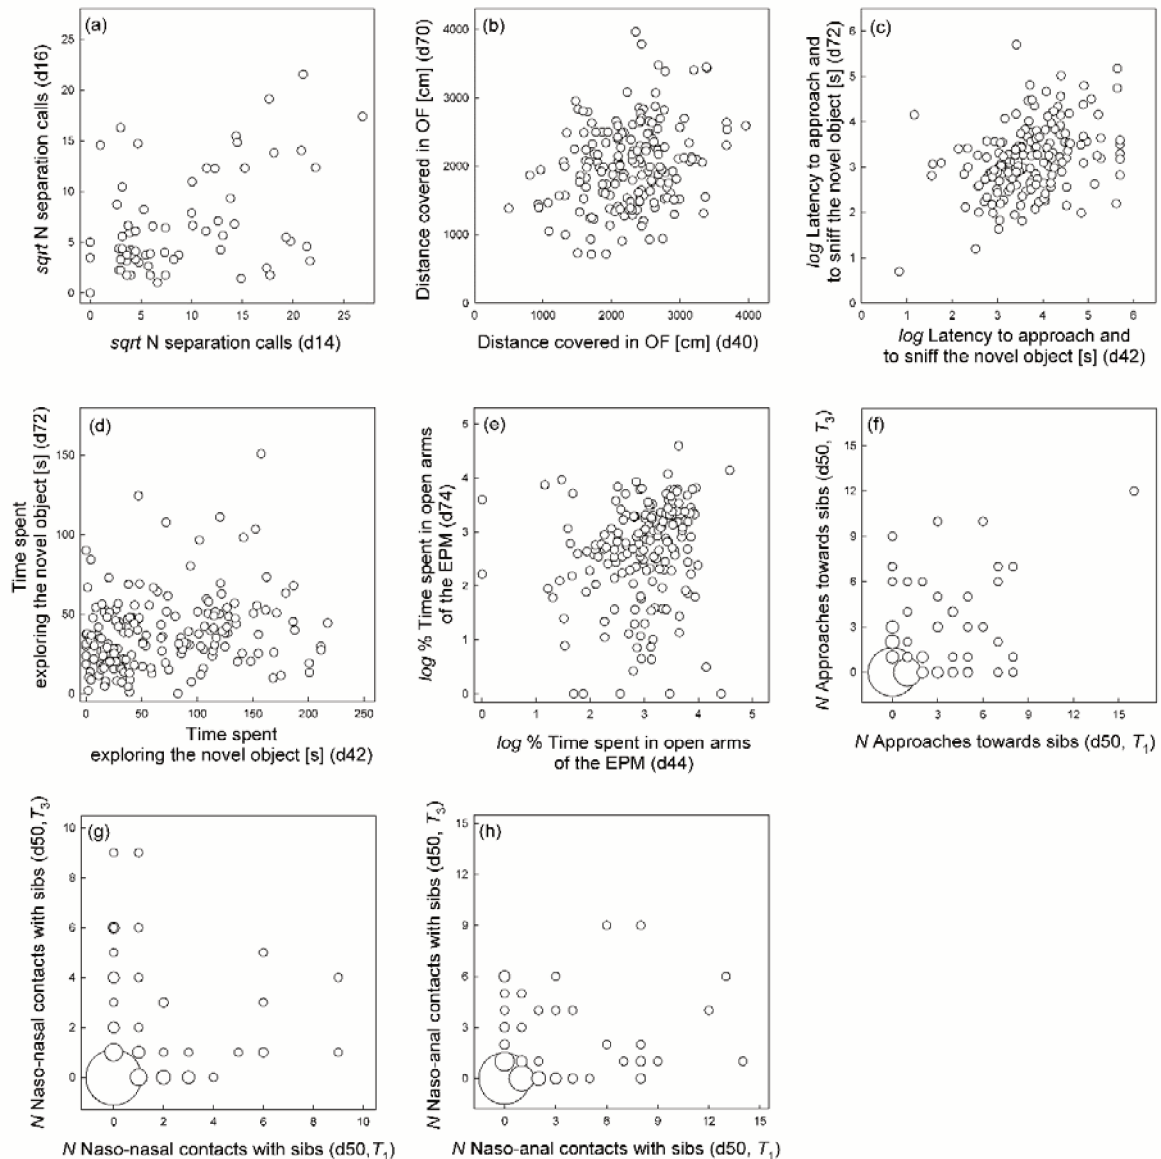 (a)
sqrt N separation calls (d16)
25
20
15
10
5
0
0 5 10 15 20 25
sqrt N separation calls (d14)
(b)
Distance covered in OF [cm] (d70)
4000
3000
2000
1000
0
0 1000 2000 3000 4000
Distance covered in OF [cm] (d40)
(c)
log Latency to approach and
to sniff the novel object [s] (d72)
6
5
4
3
2
1
0
0 1 2 3 4 5 6
log Latency to approach and
to sniff the novel object [s] (d42)
(d)
Time spent
exploring the novel object [s] (d72)
150
100
50
0
0 50 100 150 200 250
Time spent
exploring the novel object [s] (d42)
(e)
log % Time spent in open arms
of the EPM (d74)
5
4
3
2
1
0
0 1 2 3 4 5
log % Time spent in open arms
of the EPM (d44)
(f)
N Approaches towards sibs (d50, T3)
15
12
9
6
3
0
0 3 6 9 12 15
N Approaches towards sibs (d50, T1)
(g)
N Naso-nasal contacts with sibs (d50,T3)
10
8
6
4
2
0
0 2 4 6 8 10
N Naso-nasal contacts with sibs (d50,T1)
(h)
N Naso-anal contacts with sibs (d50, T3)
15
12
9
6
3
0
0 3 6 9 12 15
N Naso-anal contacts with sibs (d50, T1)